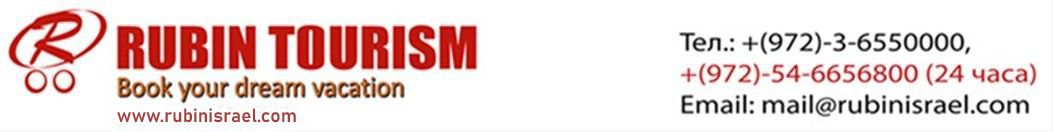 R RUBIN TOURISM
Book your dream vacation
www.rubinisrael.com
Тел.: +(972)-3-6550000,
+(972)-54-6656800 (24 часа)
Email: mail@rubinisrael.com